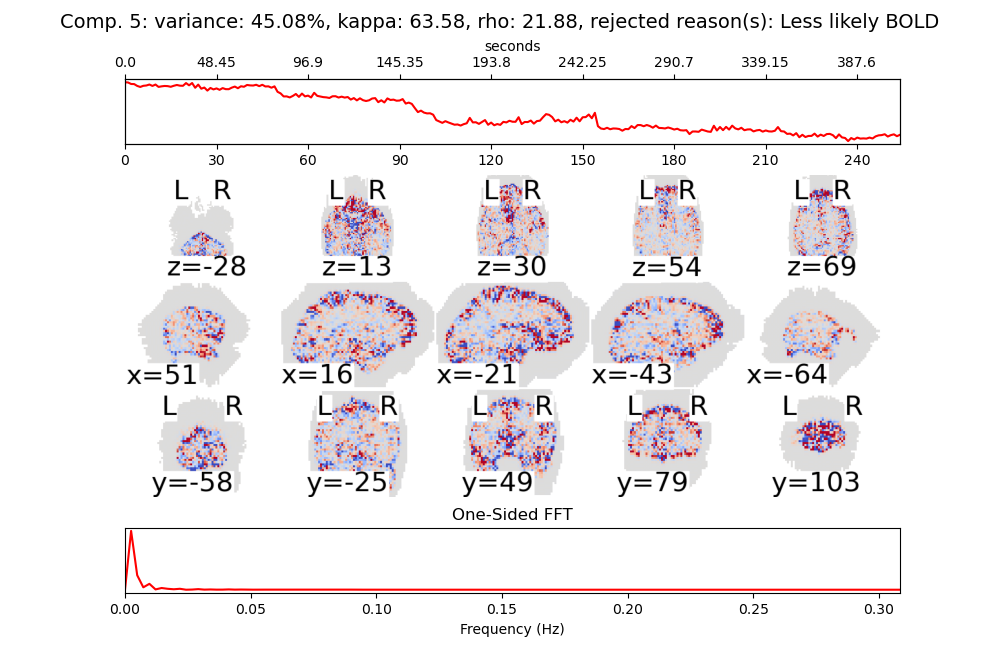 Comp. 5: variance: 45.08%, kappa: 63.58, rho: 21.88, rejected reason(s): Less likely BOLD
seconds
0.0 48.45 96.9 145.35 193.8 242.25 290.7 339.15 387.6
0 30 60 90 120 150 180 210 240
L R L R L R L R L R
z=-28 z=13 z=30 z=54 z=69
x=51 x=16 x=-21 x=-43 x=-64
L R L R L R L R L R
y=-58 y=-25 y=49 y=79 y=103
One-Sided FFT
0.00 0.05 0.10 0.15 0.20 0.25 0.30
Frequency (Hz)